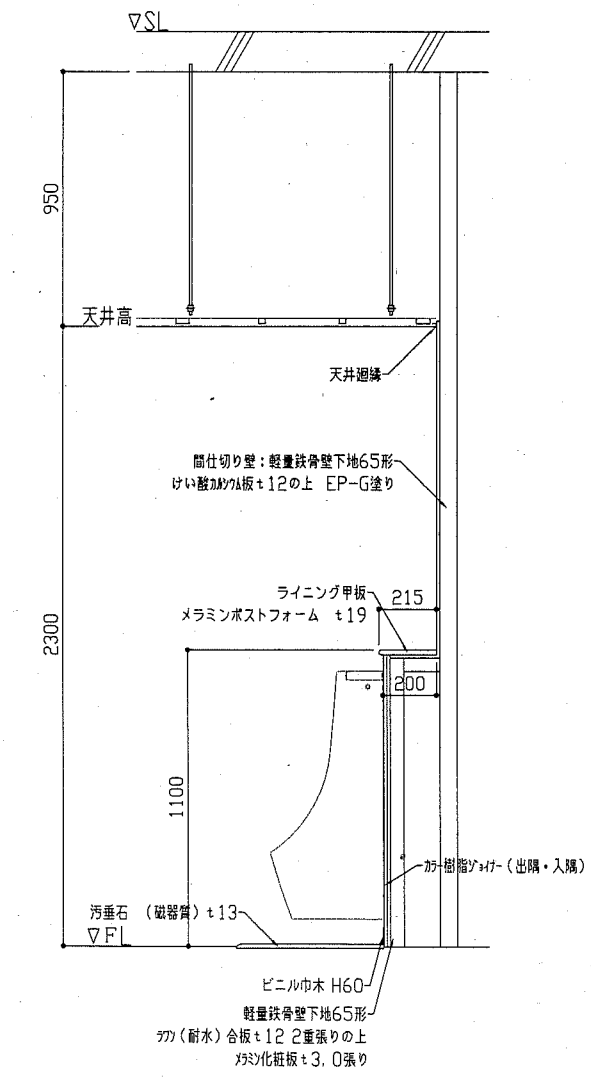 ▽SL
950
天井高
天井廻縁
間仕切り壁：軽量鉄骨壁下地65形
けい酸カルシウム板t12の上 EP-G塗り
ライニング甲板
メラミンポストフォーム t19
215
2300
200
1100
カラー樹脂ジョイナー（出隅・入隅）
汚垂石 （磁器質）t13
▽FL
ビニル巾木 H60
軽量鉄骨壁下地65形
ラワン（耐水）合板t12 2重張りの上
メラミン化粧板t3,0張り